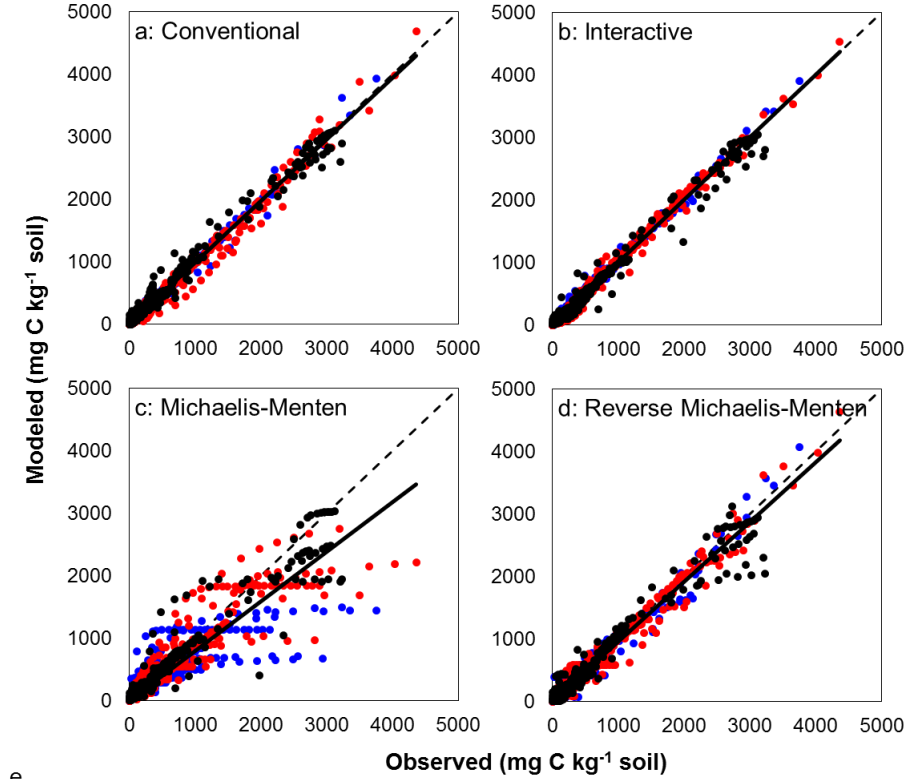 a: Conventional
b: Interactive
5000
4000
3000
2000
1000
0
0 1000 2000 3000 4000 5000
5000
4000
3000
2000
1000
0
0 1000 2000 3000 4000 5000
c: Michaelis-Menten
d: Reverse Michaelis-Menten
5000
4000
3000
2000
1000
0
0 1000 2000 3000 4000 5000
5000
4000
3000
2000
1000
0
0 1000 2000 3000 4000 5000
Modeled (mg C kg-1 soil)
Observed (mg C kg-1 soil)
e